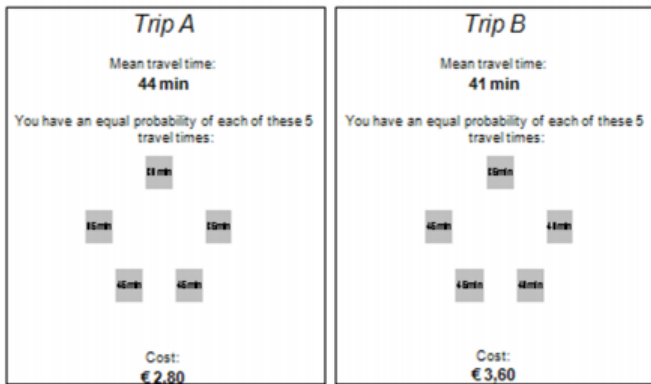 Trip A
Mean travel time:
44 min
You have an equal probability of each of these 5
travel times:
Cost:
€ 2.80
Trip B
Mean travel time:
41 min
You have an equal probability of each of these 5
travel times:
Cost:
€ 3,60